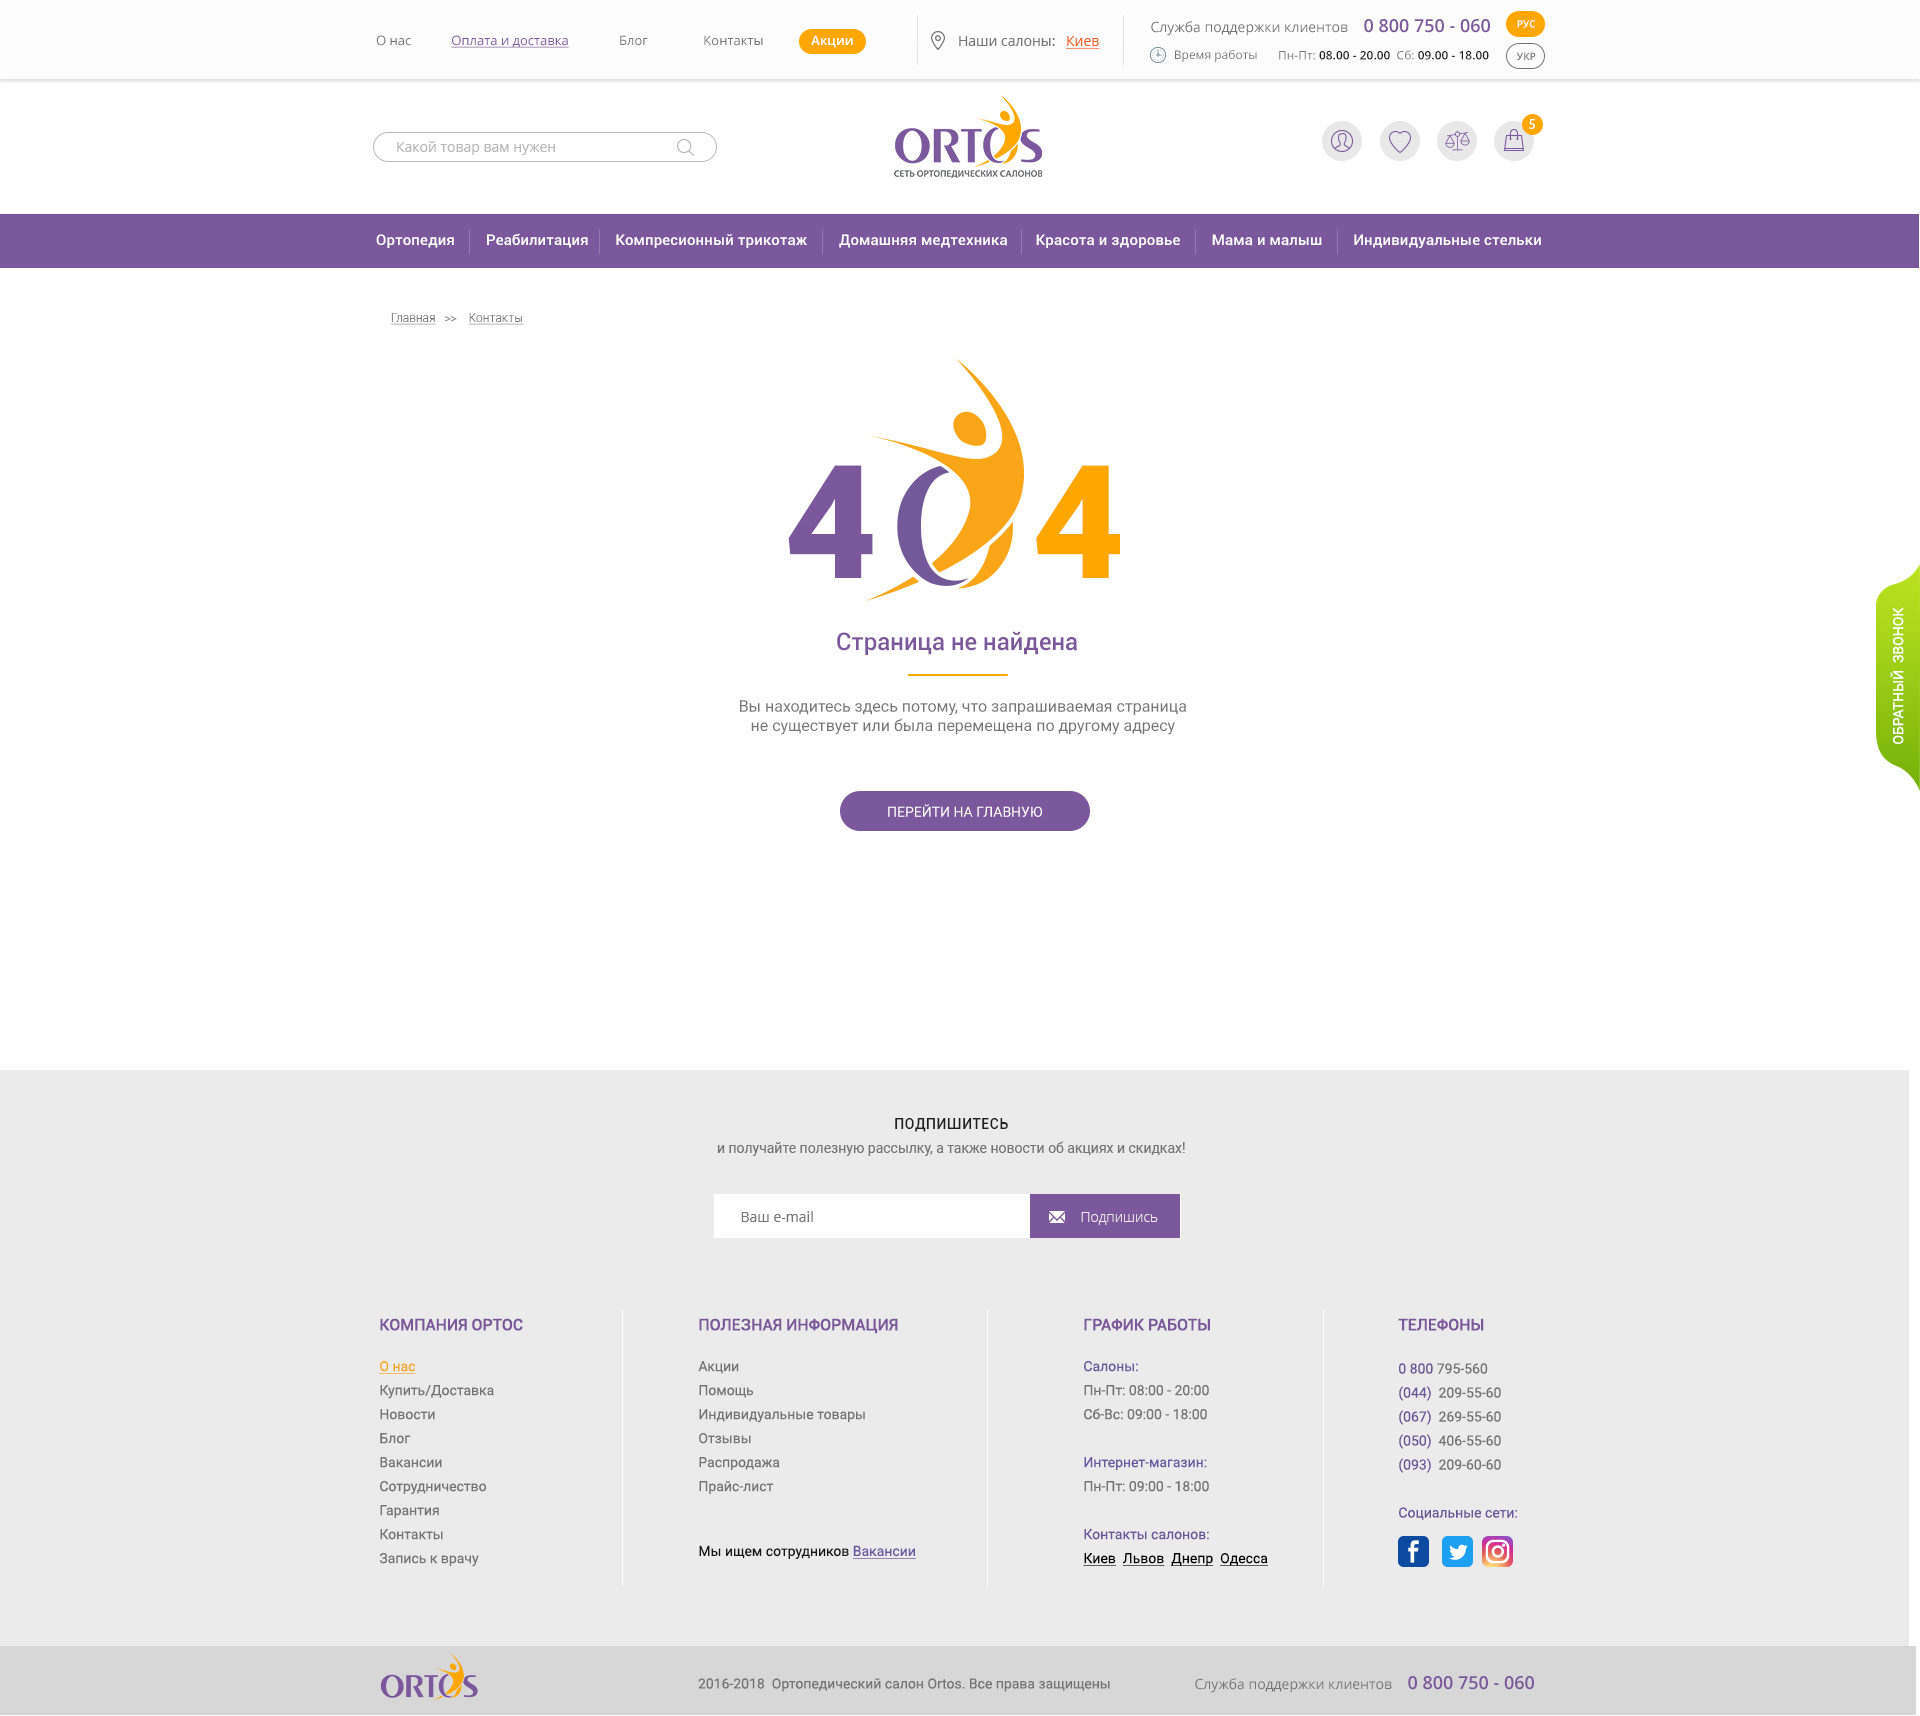 О нас Оплата и доставка Блог Контакты Акции
Наши салоны: Киев
Служба поддержки клиентов 0 800 750 - 060 РУС
Время работы Пн-Пт: 08.00 - 20.00 Сб: 09.00 - 18.00 УКР
Какой товар вам нужен
ORTOS
СЕТЬ ОРТОПЕДИЧЕСКИХ САЛОНОВ
5
Ортопедия Реабилитация Компресионный трикотаж Домашняя медтехника Красота и здоровье Мама и малыш Индивидуальные стельки
Главная >> Контакты
404
Страница не найдена
Вы находитесь здесь потому, что запрашиваемая страница
не существует или была перемещена по другому адресу
ПЕРЕЙТИ НА ГЛАВНУЮ
ОБРАТНЫЙ ЗВОНОК
ПОДПИШИТЕСЬ
и получайте полезную рассылку, а также новости об акциях и скидках!
Ваш e-mail Подпишись
КОМПАНИЯ ОРТОС
О нас
Купить/Доставка
Новости
Блог
Вакансии
Сотрудничество
Гарантия
Контакты
Запись к врачу
ПОЛЕЗНАЯ ИНФОРМАЦИЯ
Акции
Помощь
Индивидуальные товары
Отзывы
Распродажа
Прайс-лист
Мы ищем сотрудников Вакансии
ГРАФИК РАБОТЫ
Салоны:
Пн-Пт: 08:00 - 20:00
Сб-Вс: 09:00 - 18:00
Интернет-магазин:
Пн-Пт: 09:00 - 18:00
Контакты салонов:
Киев Львов Днепр Одесса
ТЕЛЕФОНЫ
0 800 795-560
(044) 209-55-60
(067) 269-55-60
(050) 406-55-60
(093) 209-60-60
Социальные сети:
ORTOS
2016-2018 Ортопедический салон Ortos. Все права защищены
Служба поддержки клиентов 0 800 750 - 060